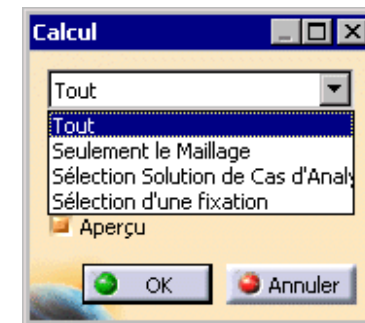 Calcul
Tout
Tout
Seulement le Maillage
Sélection Solution de Cas d'Analy
Sélection d'une fixation
Aperçu
OK Annuler